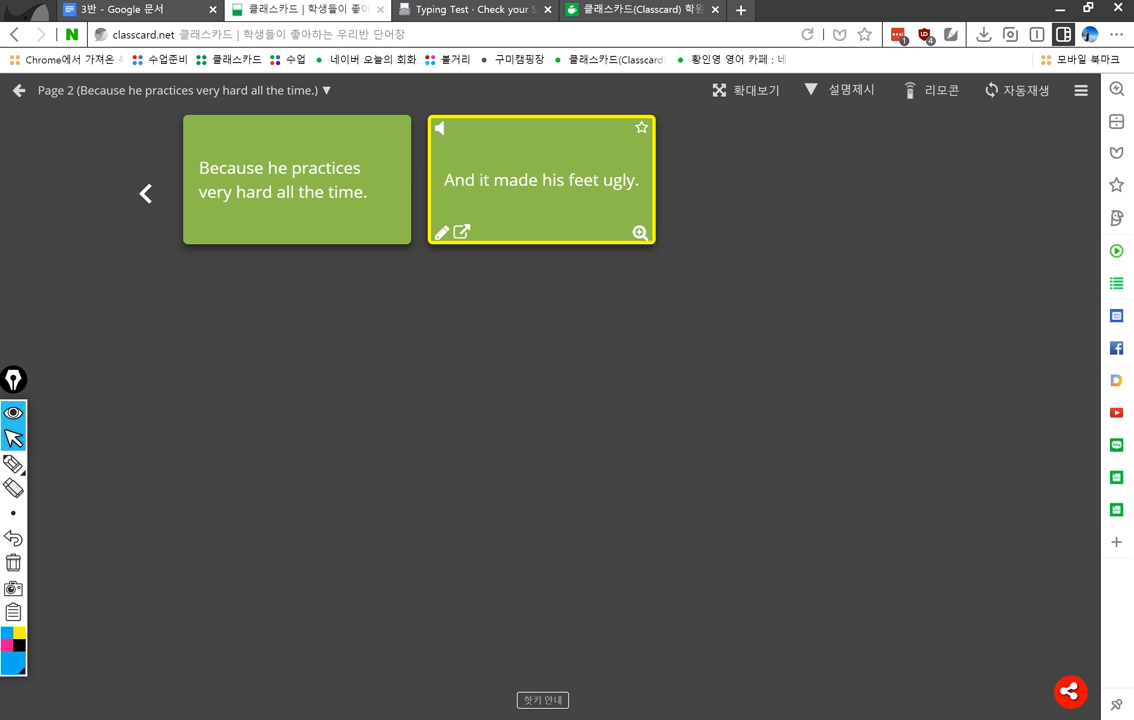 3반 - Google 문서
클래스카드 | 학생들이 좋아
Typing Test · Check your S
클래스카드(Classcard) 학원
classcard.net 클래스카드 | 학생들이 좋아하는 우리반 단어장
Chrome에서 가져온
수업준비
클래스카드
수업
네이버 오늘의 회화
볼거리
구미캠핑장
클래스카드(Classcard)
황인영 영어 카페 : 네
모바일 북마크
Page 2 (Because he practices very hard all the time.) ▼
확대보기
설명제시
리모콘
자동재생
Because he practices
very hard all the time.
And it made his feet ugly.
핫키 안내